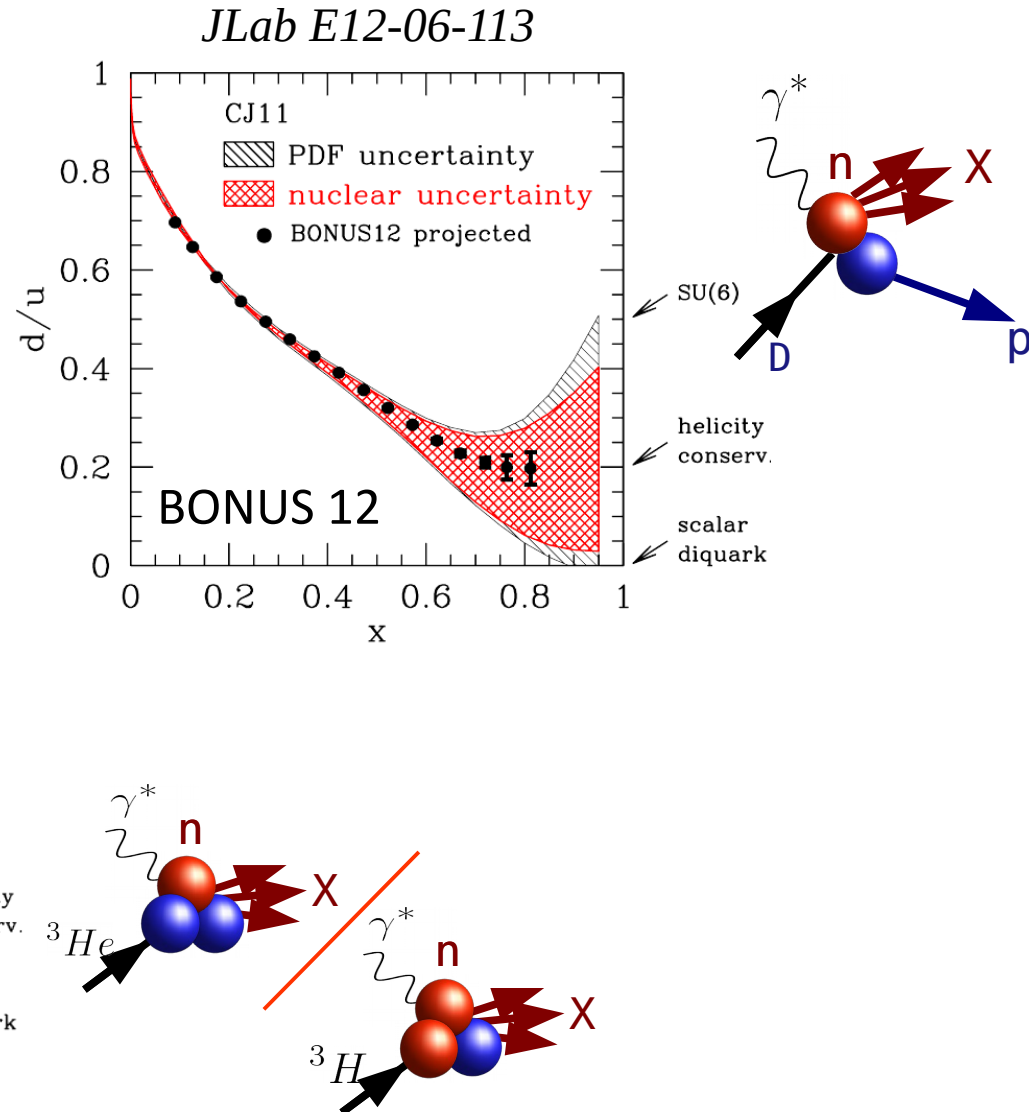 JLab E12-06-113
1
0.8
0.6
0.4
0.2
0
d/u
CJ11
PDF uncertainty
nuclear uncertainty
BONUS12 projected
BONUS 12
0 0.2 0.4 0.6 0.8 1
x
SU(6)
helicity
conserv.
scalar
diquark
γ*
n
X
D
p
γ*
n
X
³He
γ*
n
X
³H
y
rv.
rk